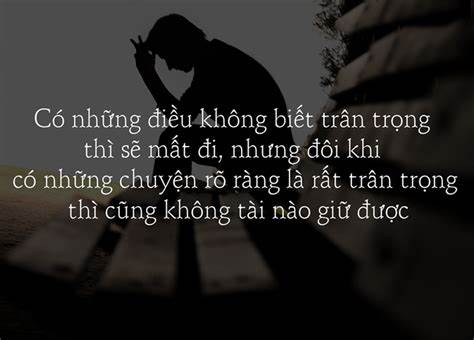 Có những điều không biết trân trọng
thì sẽ mất đi, nhưng đôi khi
có những chuyện rõ ràng là rất trân trọng
thì cũng không tài nào giữ được